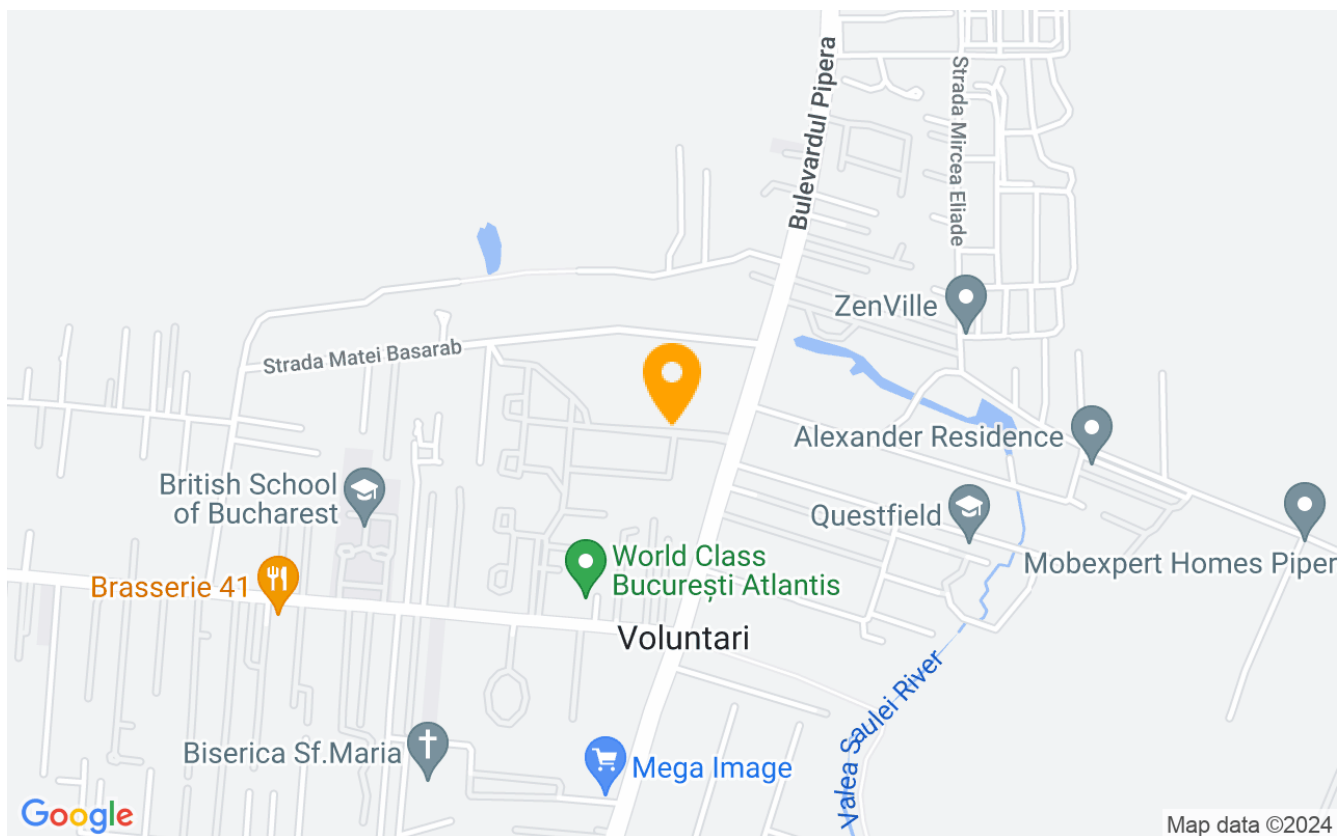 Bulevardul Pipera
Strada Mircea Eliade
ZenVille
Strada Matei Basarab
Alexander Residence
British School
of Bucharest
Questfield
World Class
București Atlantis
Mobexpert Homes Piper
Brasserie 41
Voluntari
Valea Saulei River
Biserica Sf.Maria
Mega Image
Google
Map data ©2024